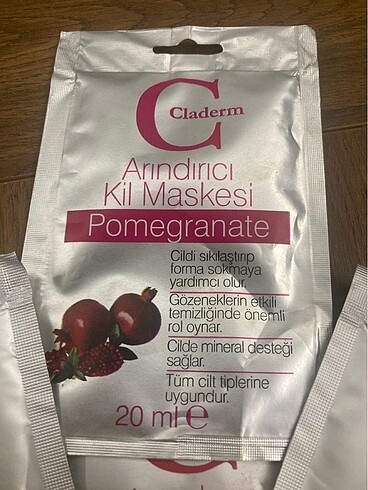 C
Claderm
Arındırıcı
Kil Maskesi
Pomegranate
Cildi sıkılaştırıp
forma sokmaya
yardımcı olur.
Gözeneklerin etkili
temizliğinde önemli
rol oynar.
Cilde mineral desteği
sağlar.
Tüm cilt tiplerine
uygundur.
20 ml ℮